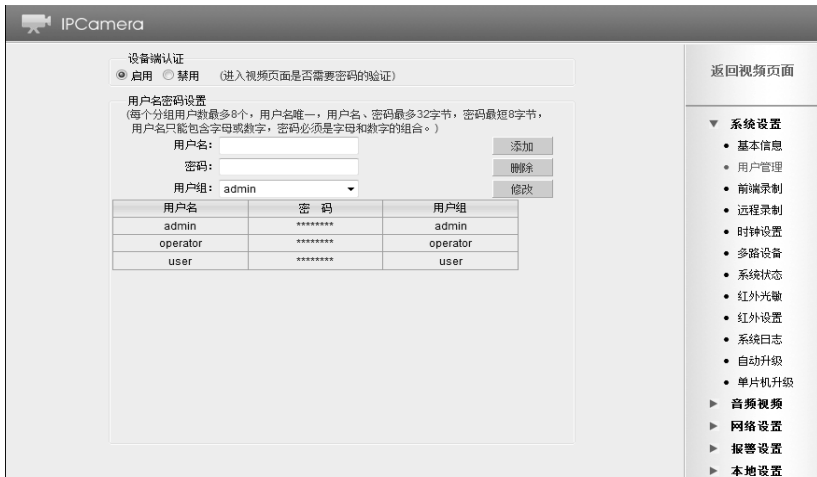 IPCamera
设备端认证
启用 禁用 (进入视频页面是否需要密码的验证)
用户名密码设置
(每个分组用户数最多8个，用户名唯一，用户名、密码最多32字节，密码最短8字节，
用户名只能包含字母或数字，密码必须是字母和数字的组合。)
用户名： 添加
密码： 删除
用户组： admin 修改
用户名 密 码 用户组
admin ******** admin
operator ******** operator
user ******** user
返回视频页面
系统设置
基本信息
用户管理
前端录制
远程录制
时钟设置
多路设备
系统状态
红外光敏
红外设置
系统日志
自动升级
单片机升级
音频视频
网络设置
报警设置
本地设置